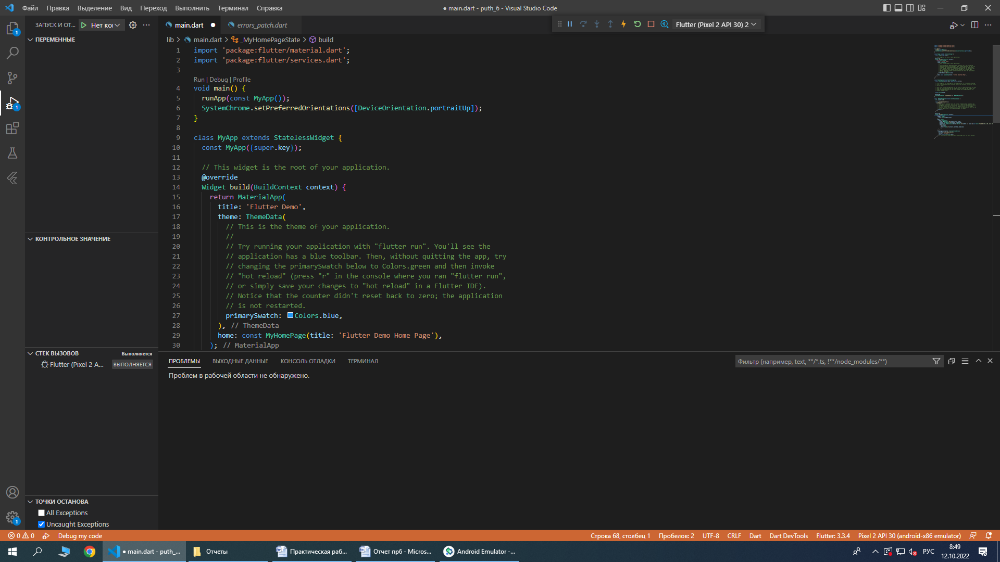 Файл Правка Выделение Вид Переход Выполнить Терминал Справка
● main.dart - puth_6 - Visual Studio Code
ЗАПУСК И ОТ... Нет кон
main.dart ● errors_patch.dart
Flutter (Pixel 2 API 30) 2
ПЕРЕМЕННЫЕ
КОНТРОЛЬНОЕ ЗНАЧЕНИЕ
СТЕК ВЫЗОВОВ Выполняется
Flutter (Pixel 2 A... ВЫПОЛНЯЕТСЯ
ТОЧКИ ОСТАНОВА
All Exceptions
Uncaught Exceptions
1
1
1
lib > main.dart > _MyHomePageState > build
1 import 'package:flutter/material.dart';
2 import 'package:flutter/services.dart';
3
Run | Debug | Profile
4 void main() {
5 runApp(const MyApp());
6 SystemChrome.setPreferredOrientations([DeviceOrientation.portraitUp]);
7 }
8
9 class MyApp extends StatelessWidget {
10 const MyApp({super.key});
11
12 // This widget is the root of your application.
13 @override
14 Widget build(BuildContext context) {
15 return MaterialApp(
16 title: 'Flutter Demo',
17 theme: ThemeData(
18 // This is the theme of your application.
19 //
20 // Try running your application with "flutter run". You'll see the
21 // application has a blue toolbar. Then, without quitting the app, try
22 // changing the primarySwatch below to Colors.green and then invoke
23 // "hot reload" (press "r" in the console where you ran "flutter run",
24 // or simply save your changes to "hot reload" in a Flutter IDE).
25 // Notice that the counter didn't reset back to zero; the application
26 // is not restarted.
27 primarySwatch: Colors.blue,
28 ), // ThemeData
29 home: const MyHomePage(title: 'Flutter Demo Home Page'),
30 ); // MaterialApp
ПРОБЛЕМЫ ВЫХОДНЫЕ ДАННЫЕ КОНСОЛЬ ОТЛАДКИ ТЕРМИНАЛ
Фильтр (например, text, **/*.ts, !**/node_modules/**)
Проблем в рабочей области не обнаружено.
0 0 Debug my code
Строка 68, столбец 1 Пробелов: 2 UTF-8 CRLF Dart Dart DevTools Flutter: 3.3.4 Pixel 2 API 30 (android-x86 emulator)
● main.dart - puth_... Отчеты Практическая раб... Отчет пр6 - Micros... Android Emulator -...
РУС
8:49
12.10.2022